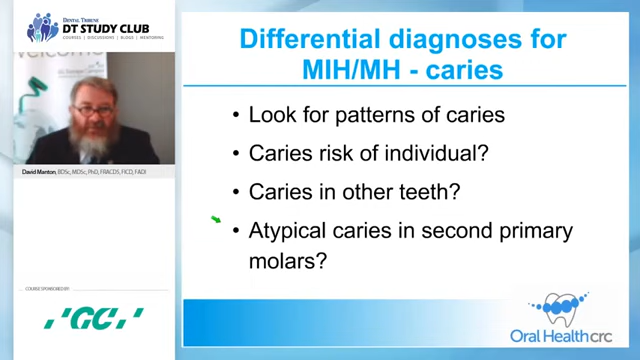 DENTAL TRIBUNE
DT STUDY CLUB
COURSES | DISCUSSIONS | BLOGS | MENTORING
Differential diagnoses for
MIH/MH - caries
welcome
• Look for patterns of caries
• Caries risk of individual?
• Caries in other teeth?
• Atypical caries in second primary
molars?
David Manton, BDSc, MDSc, PhD, FRACDS, FICD, FADI
COURSE SPONSORED BY:
GC
Oral Health crc